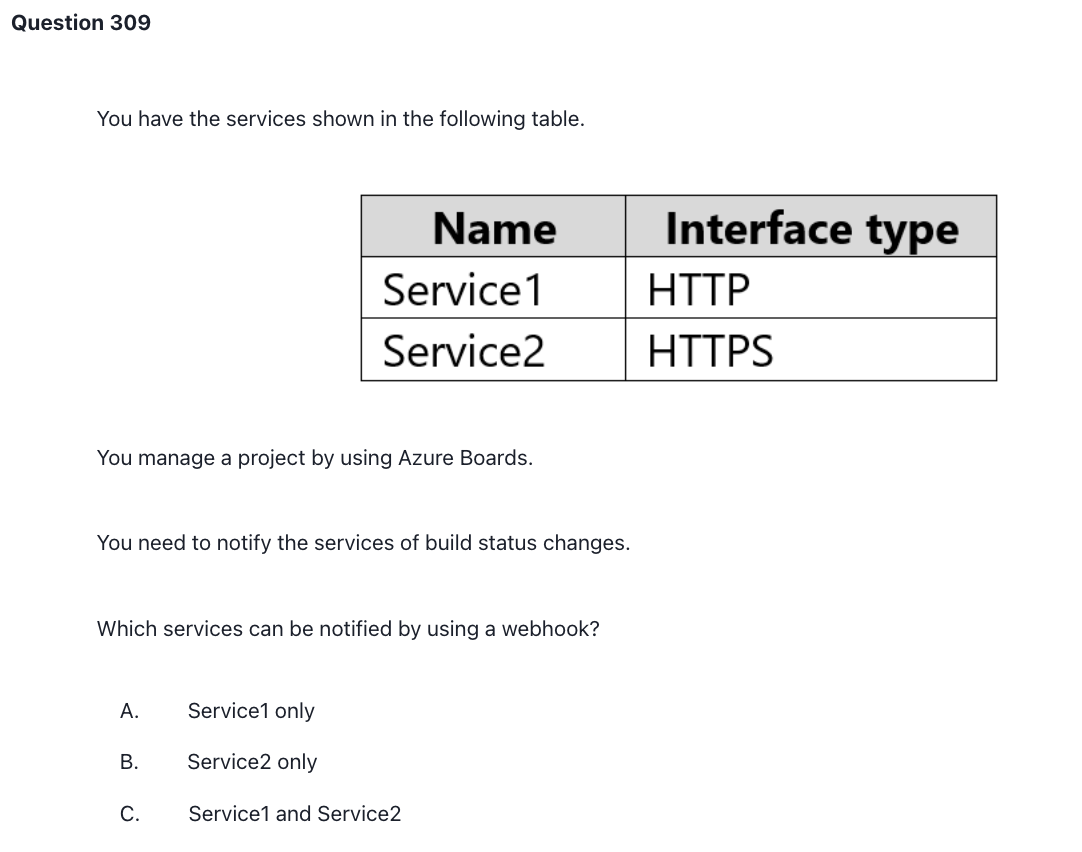 Question 309
You have the services shown in the following table.
Name Interface type
Service1 HTTP
Service2 HTTPS
You manage a project by using Azure Boards.
You need to notify the services of build status changes.
Which services can be notified by using a webhook?
A. Service1 only
B. Service2 only
C. Service1 and Service2